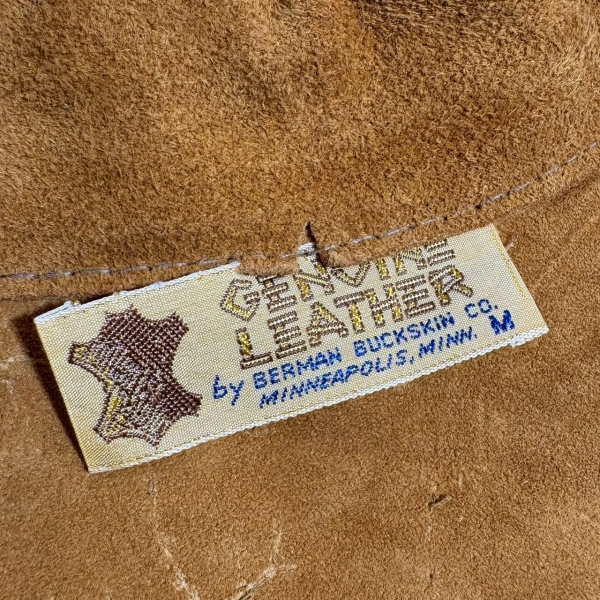 GENUINE
LEATHER
by BERMAN BUCKSKIN CO.
MINNEAPOLIS, MINN. M